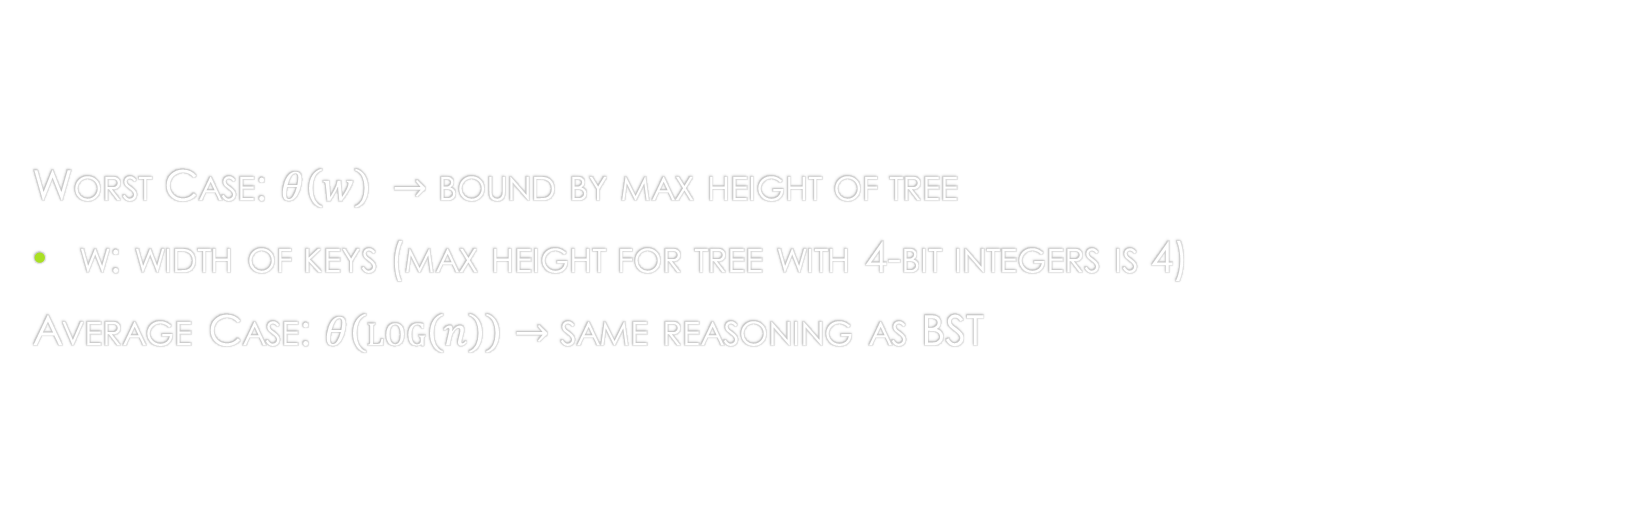 Worst Case: 𝜃(𝑤) → bound by max height of tree
• w: width of keys (max height for tree with 4-bit integers is 4)
Average Case: 𝜃(log(𝑛)) → same reasoning as BST